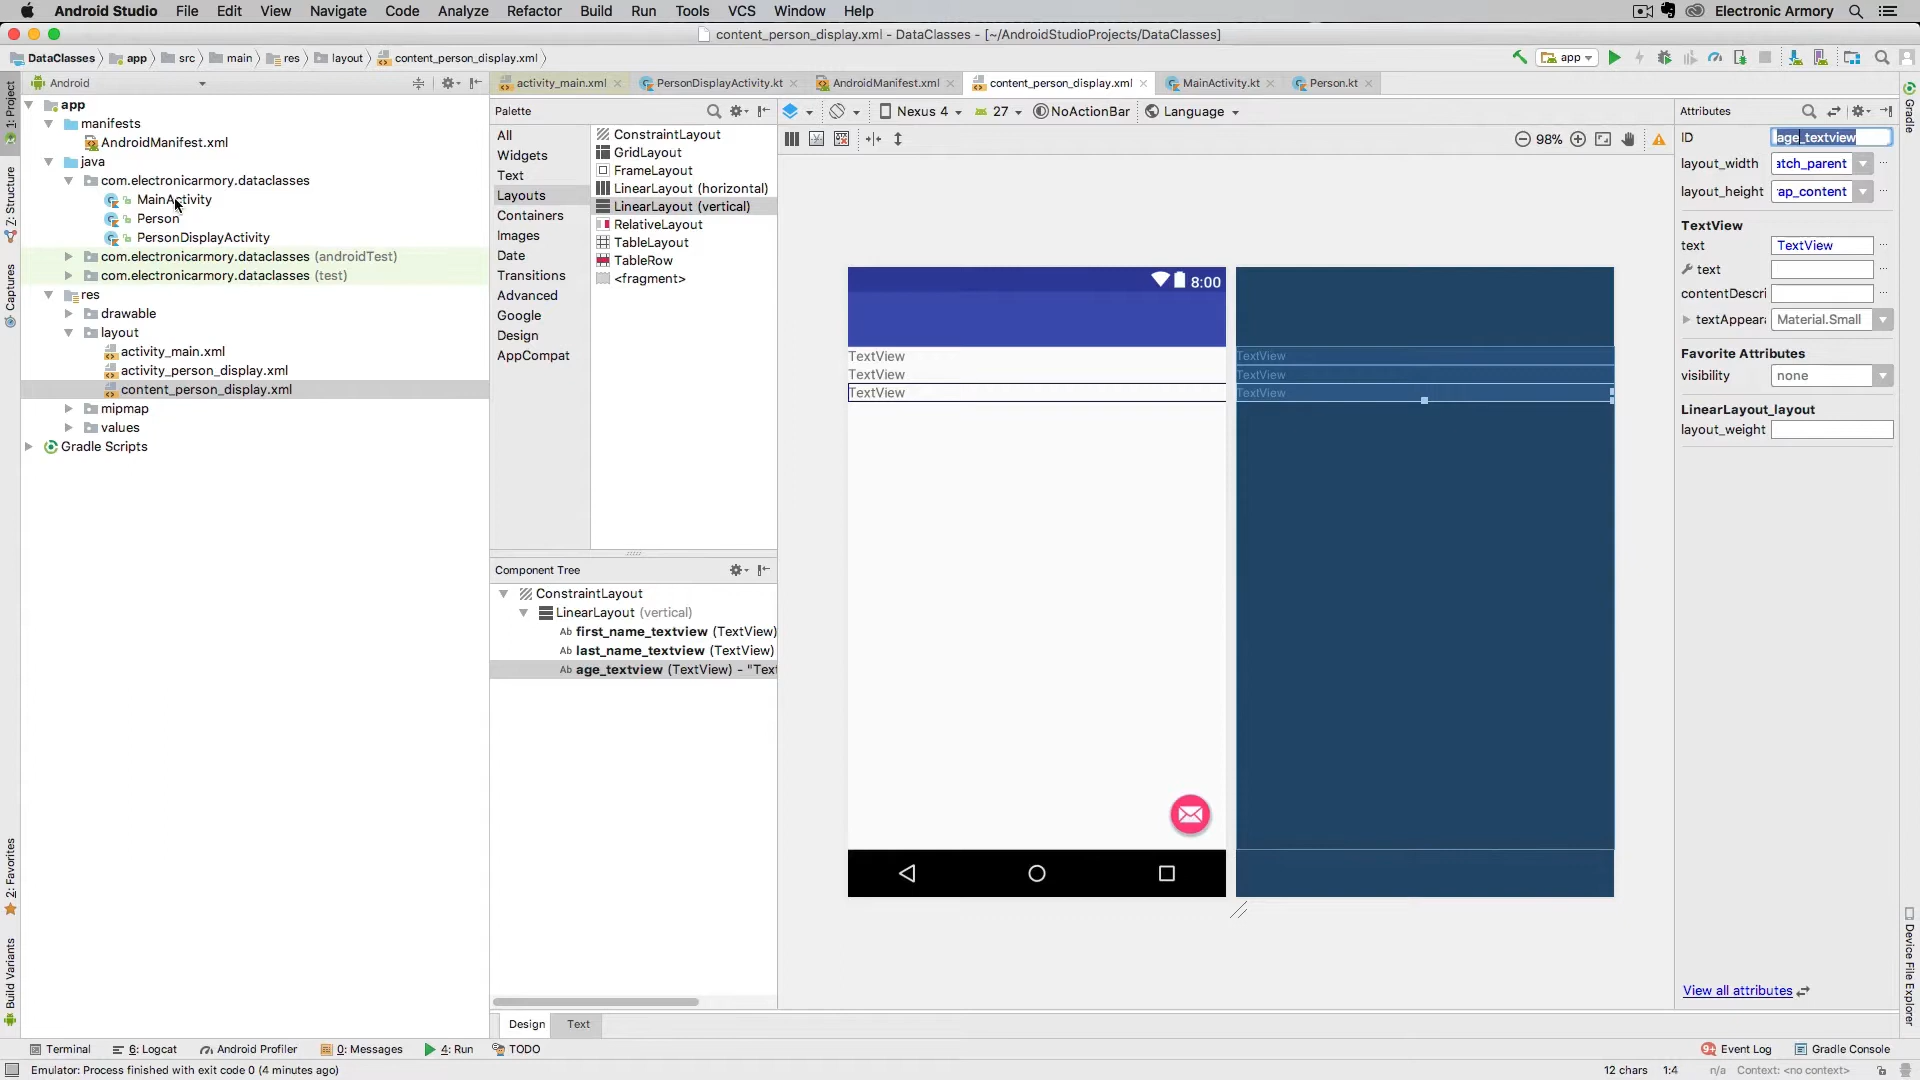 Android Studio File Edit View Navigate Code Analyze Refactor Build Run Tools VCS Window Help Electronic Armory
content_person_display.xml - DataClasses - [~/AndroidStudioProjects/DataClasses]
DataClasses app src main res layout content_person_display.xml
app
Android
activity_main.xml PersonDisplayActivity.kt AndroidManifest.xml content_person_display.xml MainActivity.kt Person.kt
1: Project
Z: Structure
Captures
2: Favorites
Build Variants
app
manifests
AndroidManifest.xml
java
com.electronicarmory.dataclasses
MainActivity
Person
PersonDisplayActivity
com.electronicarmory.dataclasses (androidTest)
com.electronicarmory.dataclasses (test)
res
drawable
layout
activity_main.xml
activity_person_display.xml
content_person_display.xml
mipmap
values
Gradle Scripts
Palette
All
Widgets
Text
Layouts
Containers
Images
Date
Transitions
Advanced
Google
Design
AppCompat
ConstraintLayout
GridLayout
FrameLayout
LinearLayout (horizontal)
LinearLayout (vertical)
RelativeLayout
TableLayout
TableRow
<fragment>
Component Tree
ConstraintLayout
LinearLayout (vertical)
Ab first_name_textview (TextView)
Ab last_name_textview (TextView)
Ab age_textview (TextView) - "Text
Design Text
Nexus 4 27 NoActionBar Language
98%
8:00
TextView
TextView
TextView
TextView
TextView
TextView
Attributes
ID age_textview
layout_width atch_parent
layout_height ap_content
TextView
text TextView
text
contentDescri
textAppear Material.Small
Favorite Attributes
visibility none
LinearLayout_layout
layout_weight
View all attributes
Gradle
Device File Explorer
Terminal 6: Logcat Android Profiler 0: Messages 4: Run TODO Event Log Gradle Console
Emulator: Process finished with exit code 0 (4 minutes ago) 12 chars 1:4 n/a Context: <no context>